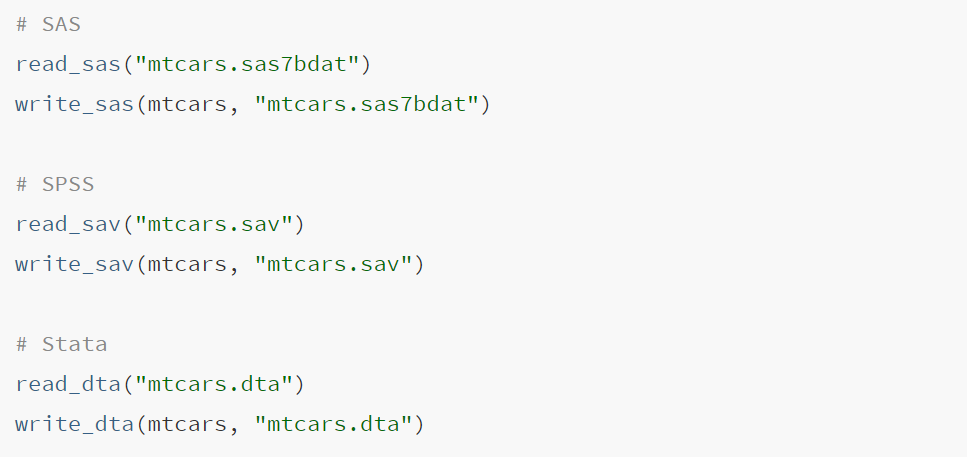 # SAS
read_sas("mtcars.sas7bdat")
write_sas(mtcars, "mtcars.sas7bdat")
# SPSS
read_sav("mtcars.sav")
write_sav(mtcars, "mtcars.sav")
# Stata
read_dta("mtcars.dta")
write_dta(mtcars, "mtcars.dta")